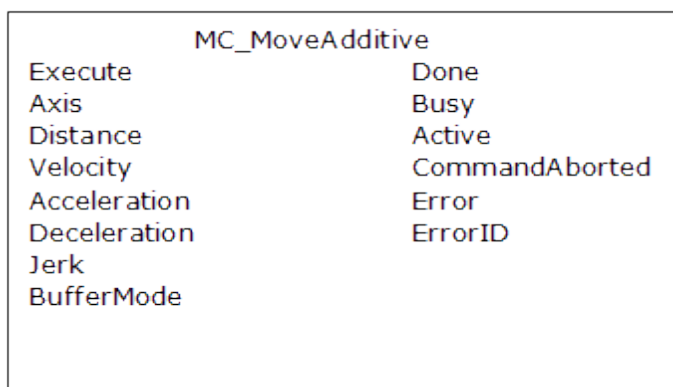 MC_MoveAdditive
Execute Done
Axis Busy
Distance Active
Velocity CommandAborted
Acceleration Error
Deceleration ErrorID
Jerk
BufferMode